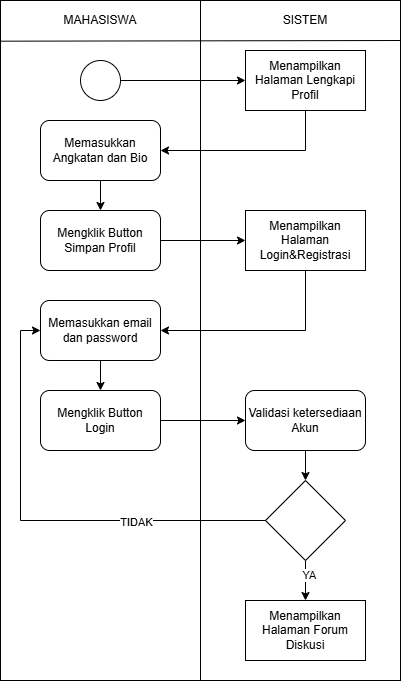 MAHASISWA
SISTEM
Menampilkan
Halaman Lengkapi
Profil
Memasukkan
Angkatan dan Bio
Mengklik Button
Simpan Profil
Menampilkan
Halaman
Login&Registrasi
Memasukkan email
dan password
Mengklik Button
Login
Validasi ketersediaan
Akun
TIDAK
YA
Menampilkan
Halaman Forum
Diskusi